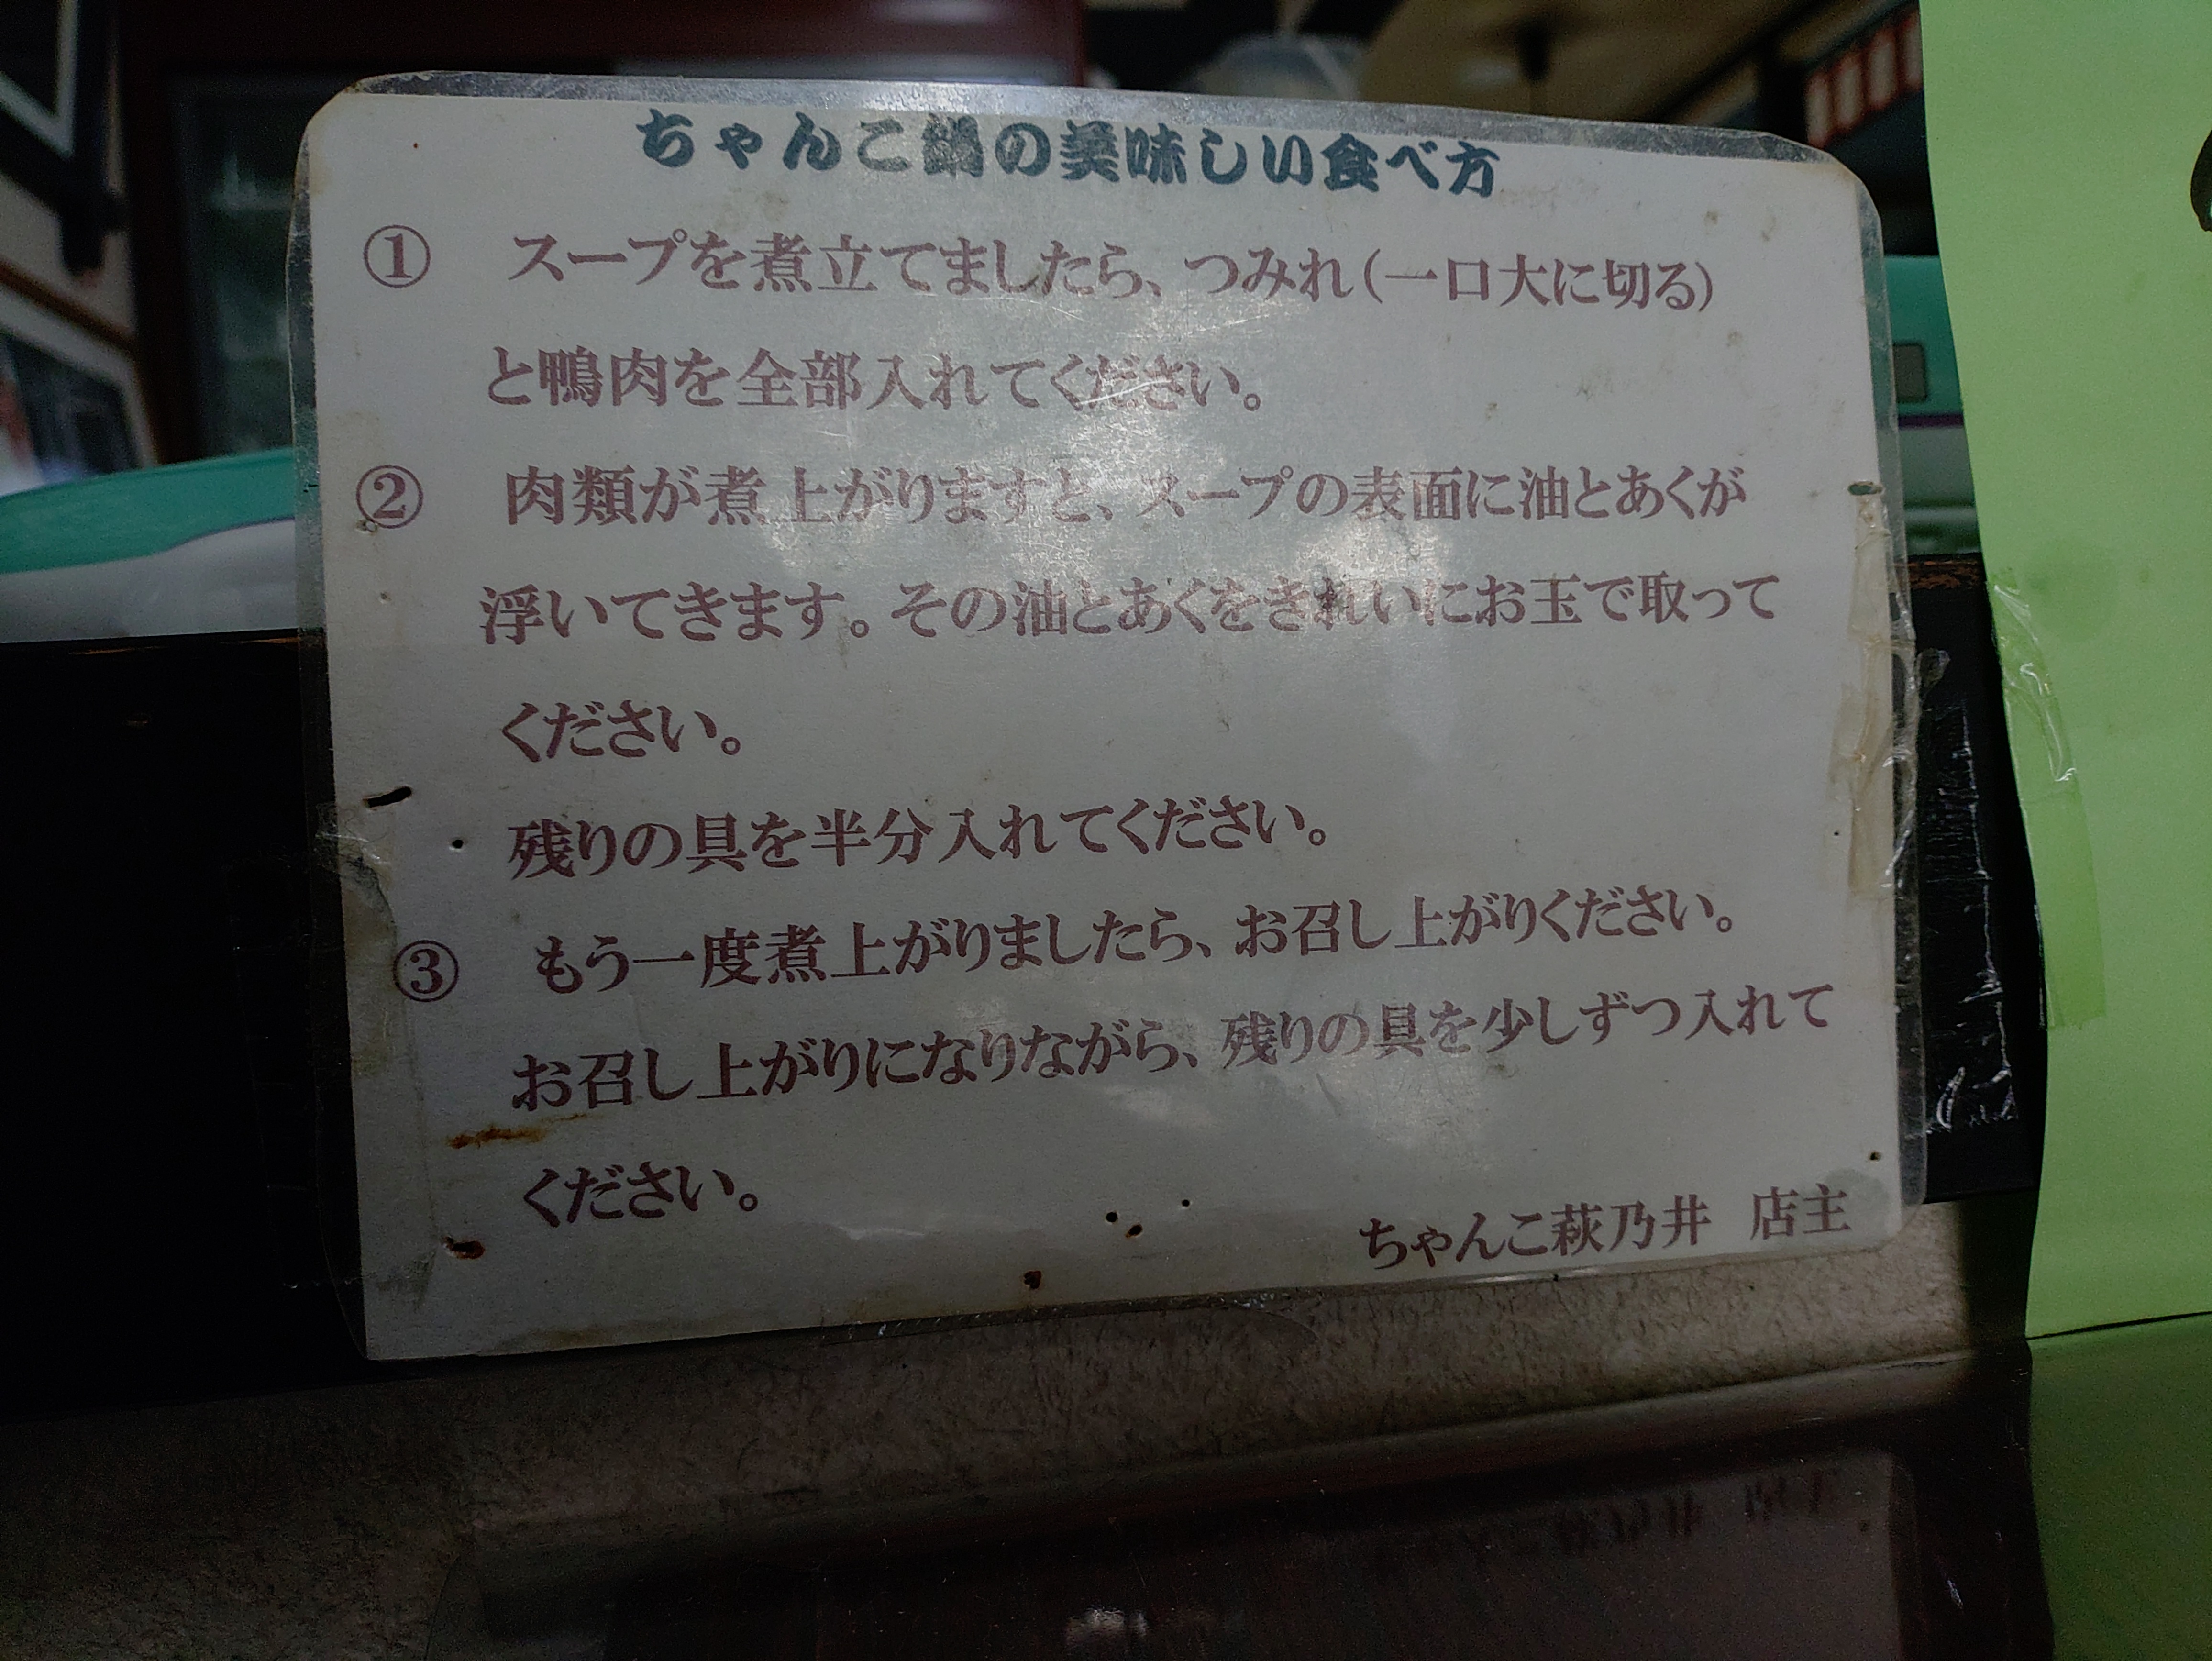 ちゃんこ鍋の美味しい食べ方
① スープを煮立てましたら、つみれ(一口大に切る)
と鴨肉を全部入れてください。
② 肉類が煮上がりますと、スープの表面に油とあくが
浮いてきます。その油とあくをきれいにお玉で取って
ください。
残りの具を半分入れてください。
③ もう一度煮上がりましたら、お召し上がりください。
お召し上がりになりながら、残りの具を少しずつ入れて
ください。
ちゃんこ萩乃井 店主